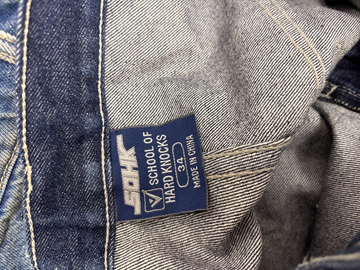 SOHK
SCHOOL OF
HARD KNOCKS
34
MADE IN CHINA